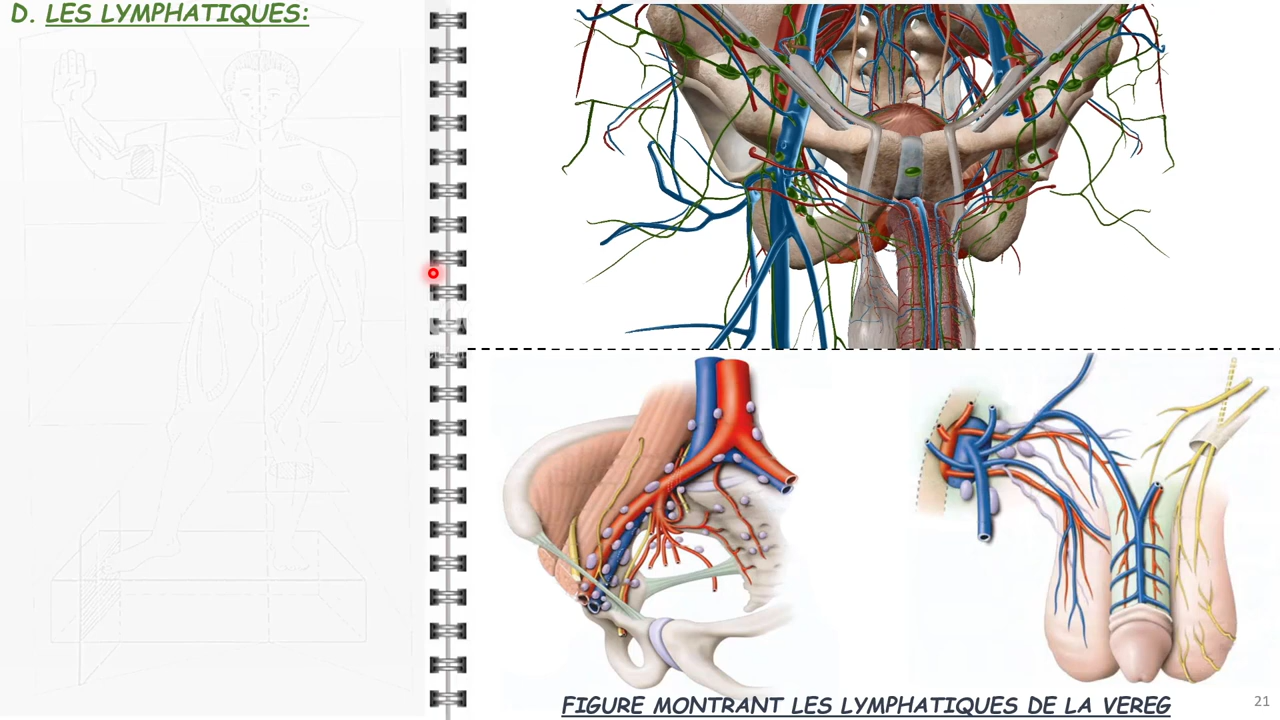 D. LES LYMPHATIQUES:
FIGURE MONTRANT LES LYMPHATIQUES DE LA VEREG
21